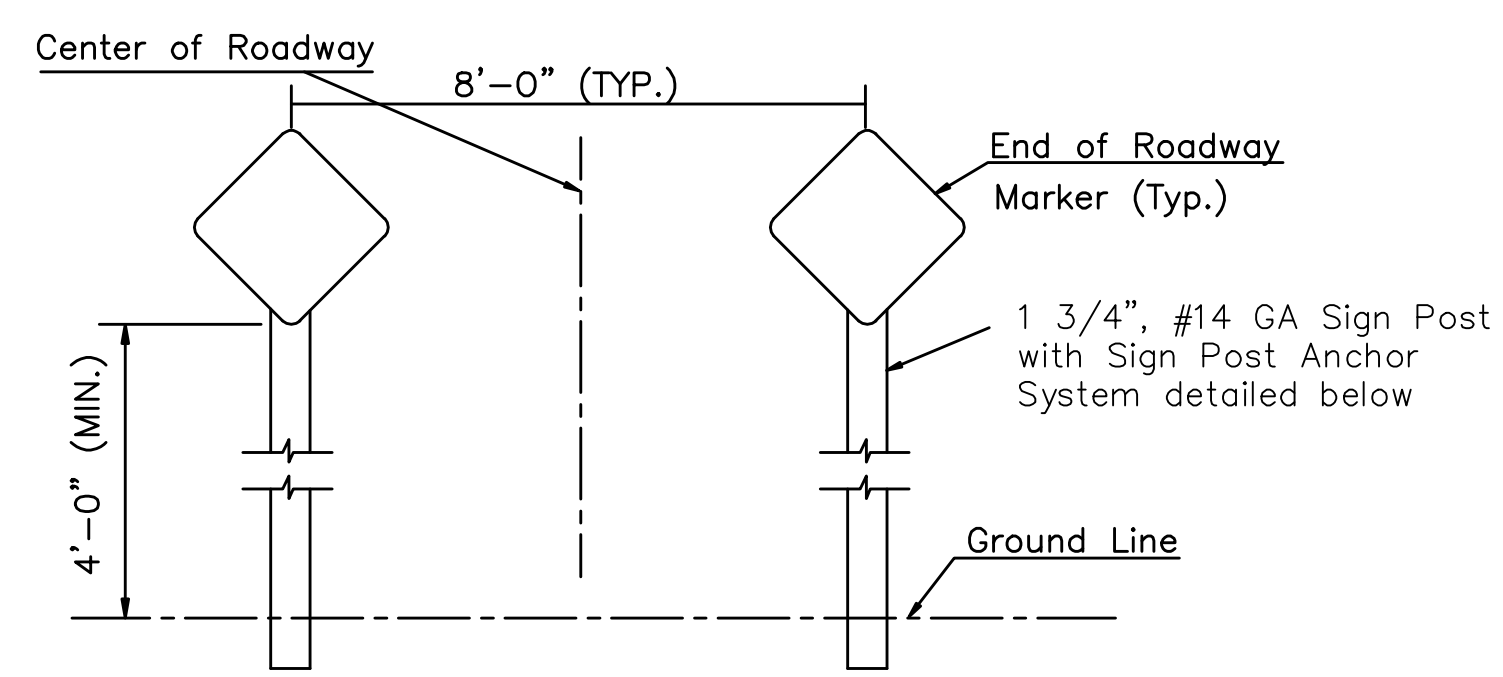 Center of Roadway
8'-0" (TYP.)
End of Roadway
Marker (Typ.)
1 3/4", #14 GA Sign Post
with Sign Post Anchor
System detailed below
4'-0" (MIN.)
Ground Line